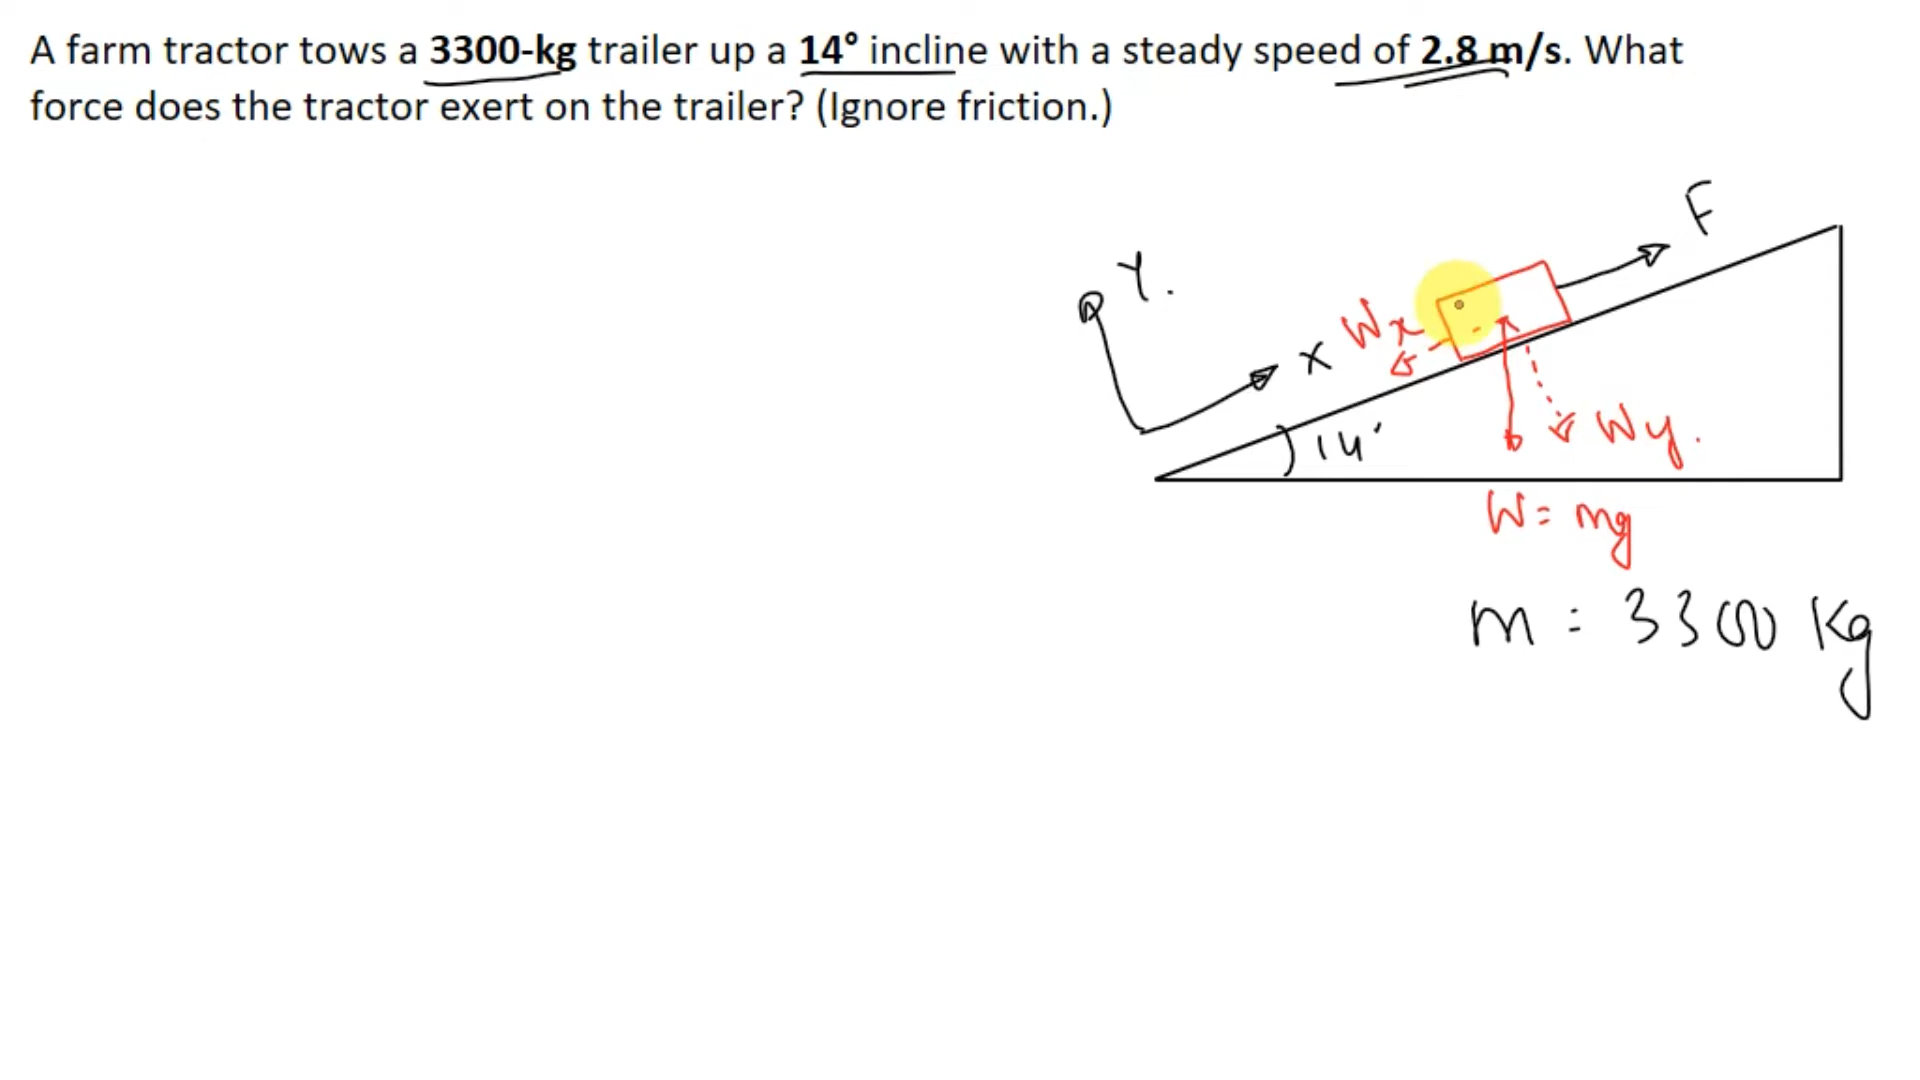 A farm tractor tows a 3300-kg trailer up a 14° incline with a steady speed of 2.8 m/s. What
force does the tractor exert on the trailer? (Ignore friction.)
F
Y.
Wx
X
14°
Wy.
W = mg
m = 3300 Kg